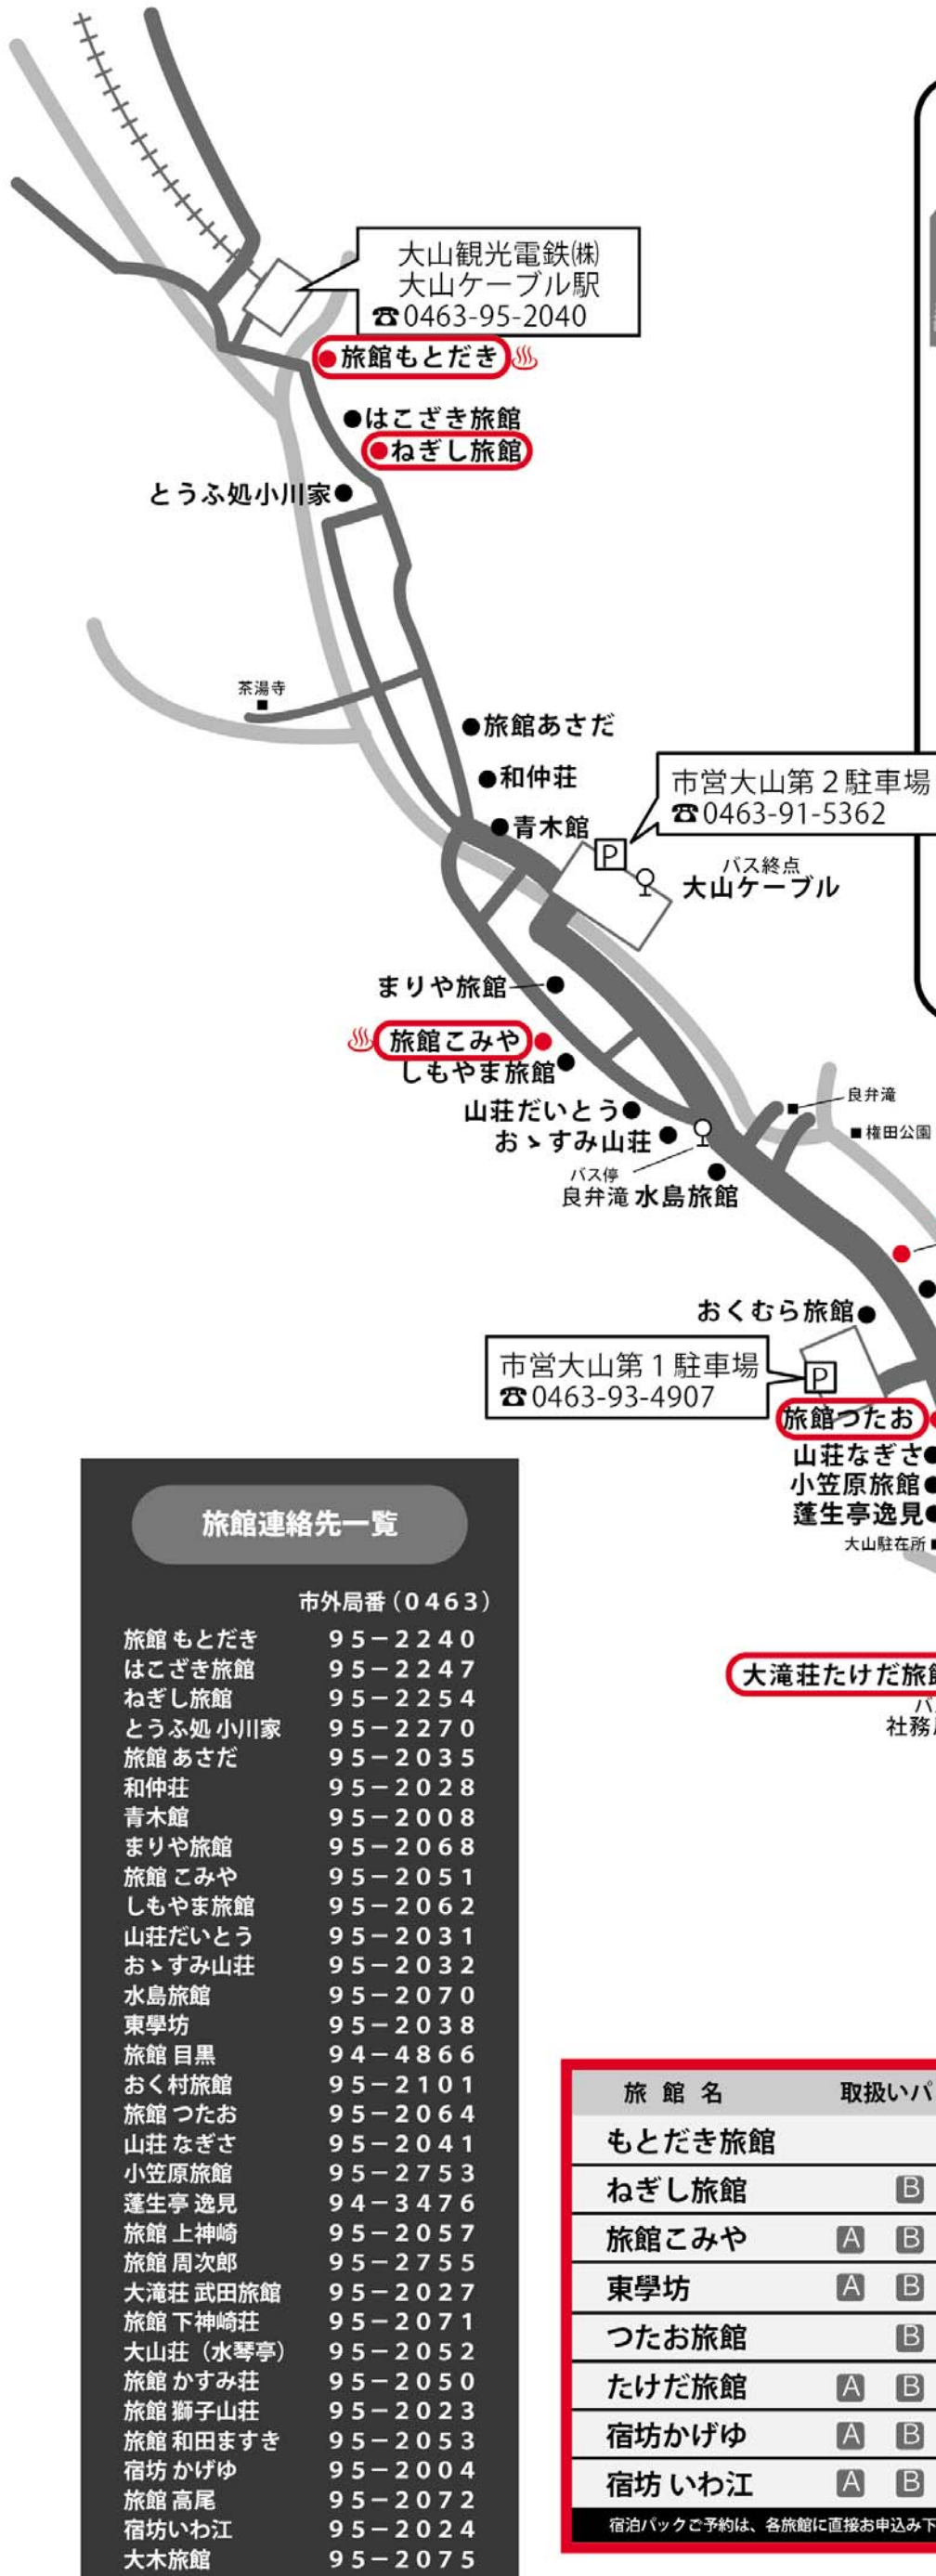 大山観光電鉄㈱
大山ケーブル駅
☎0463-95-2040
旅館もとだき
はこざき旅館
ねぎし旅館
とうふ処小川家
茶湯寺
旅館あさだ
和仲荘
青木館
市営大山第2駐車場
☎0463-91-5362
P
バス終点
大山ケーブル
まりや旅館
旅館こみや
しもやま旅館
山荘だいとう
おゝすみ山荘
バス停
良弁滝
水島旅館
良弁滝
権田公園
おくむら旅館
市営大山第1駐車場
☎0463-93-4907
P
旅館つたお
山荘なぎさ
小笠原旅館
蓬生亭逸見
大山駐在所
大滝荘たけだ旅館
バ
社務
旅館連絡先一覧
市外局番(0463)
旅館 もとだき 95-2240
はこざき旅館 95-2247
ねぎし旅館 95-2254
とうふ処 小川家 95-2270
旅館 あさだ 95-2035
和仲荘 95-2028
青木館 95-2008
まりや旅館 95-2068
旅館 こみや 95-2051
しもやま旅館 95-2062
山荘だいとう 95-2031
おゝすみ山荘 95-2032
水島旅館 95-2070
東學坊 95-2038
旅館 目黒 94-4866
おく村旅館 95-2101
旅館 つたお 95-2064
山荘 なぎさ 95-2041
小笠原旅館 95-2753
蓬生亭 逸見 94-3476
旅館 上神崎 95-2057
旅館 周次郎 95-2755
大滝荘 武田旅館 95-2027
旅館 下神崎荘 95-2071
大山荘（水琴亭） 95-2052
旅館 かすみ荘 95-2050
旅館 獅子山荘 95-2023
旅館 和田ますき 95-2053
宿坊 かげゆ 95-2004
旅館 高尾 95-2072
宿坊いわ江 95-2024
大木旅館 95-2075
旅館名 取扱いパ
もとだき旅館
ねぎし旅館 B
旅館こみや A B
東學坊 A B
つたお旅館 B
たけだ旅館 A B
宿坊かげゆ A B
宿坊 いわ江 A B
宿泊パックご予約は、各旅館に直接お申込み下